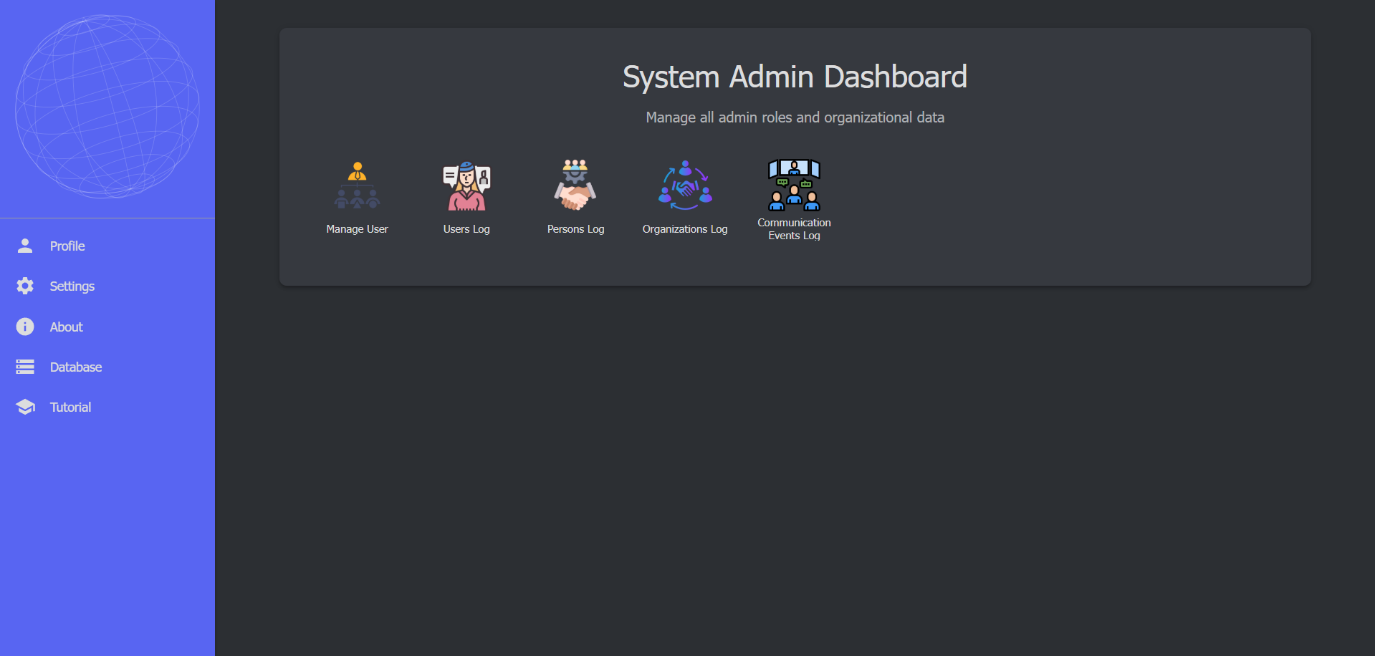 System Admin Dashboard
Manage all admin roles and organizational data
Manage User
Users Log
Persons Log
Organizations Log
Communication
Events Log
Profile
Settings
About
Database
Tutorial